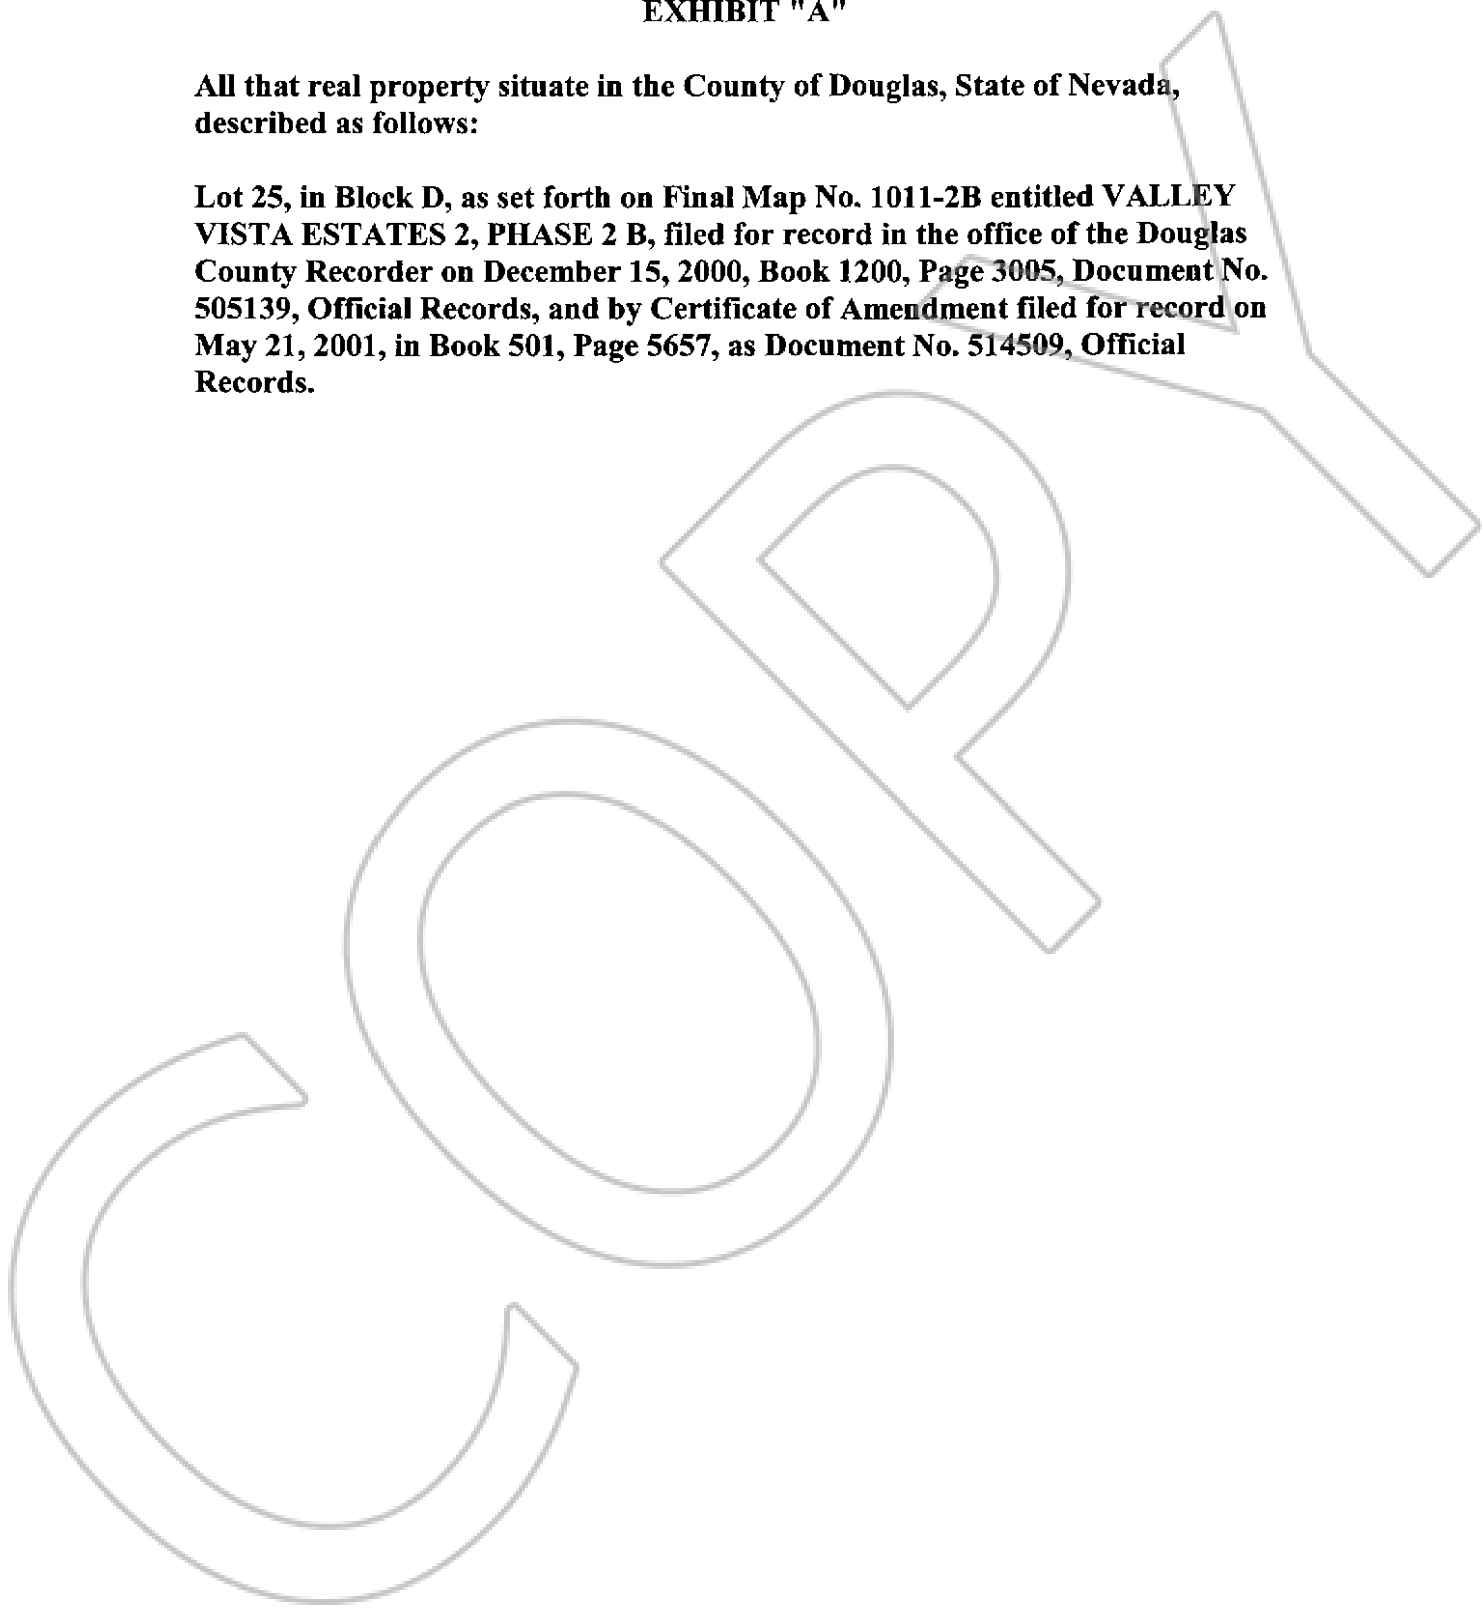 EXHIBIT "A"
All that real property situate in the County of Douglas, State of Nevada,
described as follows:
Lot 25, in Block D, as set forth on Final Map No. 1011-2B entitled VALLEY
VISTA ESTATES 2, PHASE 2 B, filed for record in the office of the Douglas
County Recorder on December 15, 2000, Book 1200, Page 3005, Document No.
505139, Official Records, and by Certificate of Amendment filed for record on
May 21, 2001, in Book 501, Page 5657, as Document No. 514509, Official
Records.
COPY